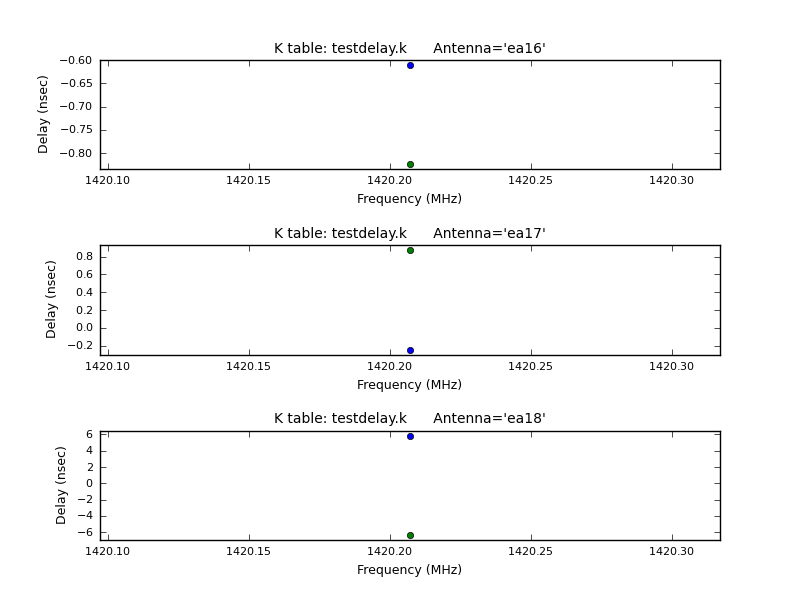 K table: testdelay.k Antenna='ea16'
−0.60
−0.65
−0.70
−0.75
−0.80
Delay (nsec)
1420.10 1420.15 1420.20 1420.25 1420.30
Frequency (MHz)
K table: testdelay.k Antenna='ea17'
0.8
0.6
0.4
0.2
0.0
−0.2
Delay (nsec)
1420.10 1420.15 1420.20 1420.25 1420.30
Frequency (MHz)
K table: testdelay.k Antenna='ea18'
6
4
2
0
−2
−4
−6
Delay (nsec)
1420.10 1420.15 1420.20 1420.25 1420.30
Frequency (MHz)